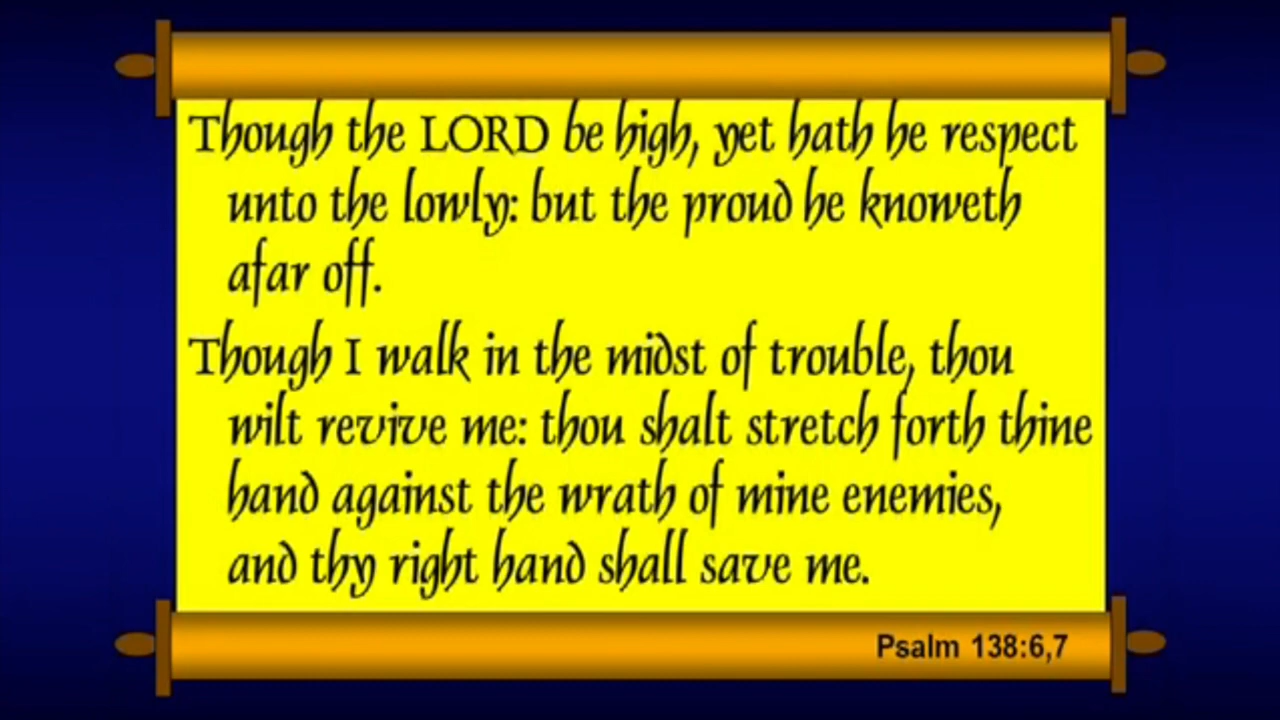 Though the LORD be high, yet hath he respect
unto the lowly: but the proud he knoweth
afar off.
Though I walk in the midst of trouble, thou
wilt revive me: thou shalt stretch forth thine
hand against the wrath of mine enemies,
and thy right hand shall save me.
Psalm 138:6,7